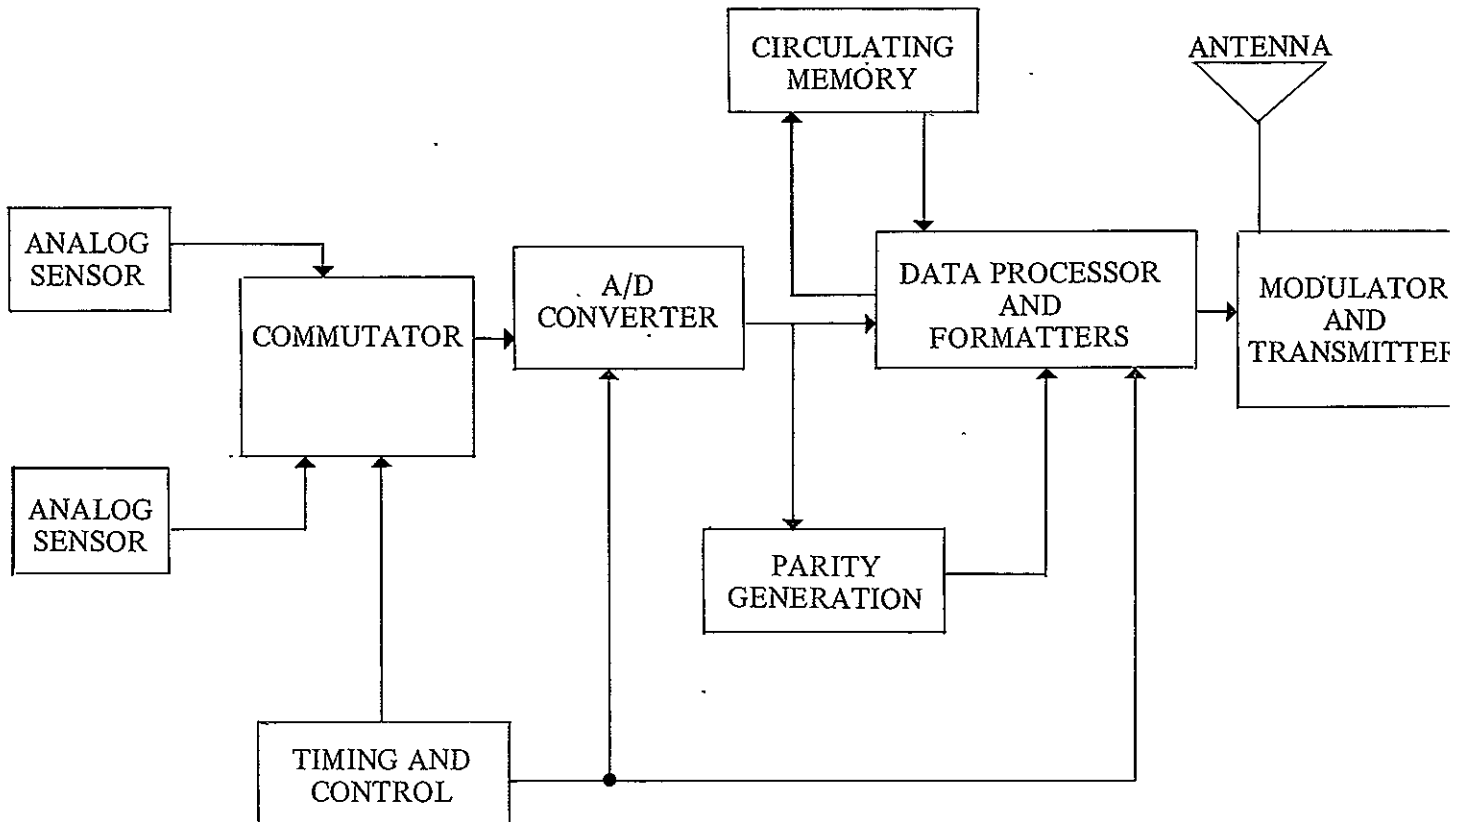 CIRCULATING
MEMORY
ANTENNA
ANALOG
SENSOR
COMMUTATOR
A/D
CONVERTER
DATA PROCESSOR
AND
FORMATTERS
MODULATOR
AND
TRANSMITTER
ANALOG
SENSOR
PARITY
GENERATION
TIMING AND
CONTROL